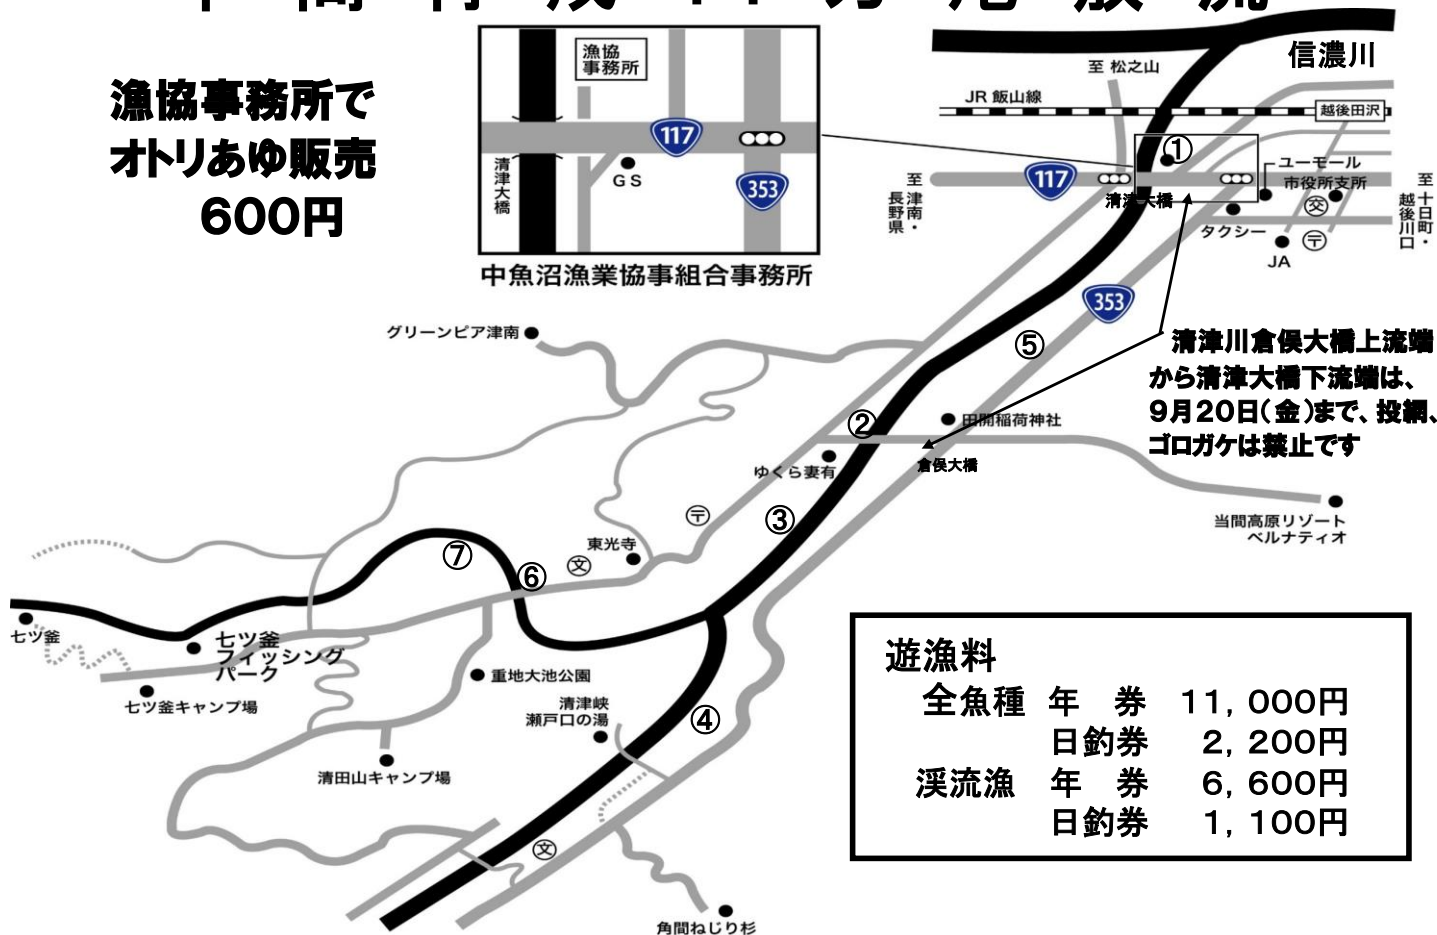 漁協事務所で
オトリあゆ販売
600円
漁協
事務所
117
353
GS
清津大橋
中魚沼漁業協事組合事務所
信濃川
至 松之山
JR 飯山線
越後田沢
①
ユーモール
市役所支所
交
タクシー
〒
JA
117
清津大橋
至 津南・長野県
至 十日町・越後川口
353
⑤
清津川倉俣大橋上流端
から清津大橋下流端は、
9月20日(金)まで、投網、
ゴロガケは禁止です
グリーンピア津南
②
田開稲荷神社
倉俣大橋
ゆくら妻有
③
〒
当間高原リゾート
ベルナティオ
東光寺
文
⑦
⑥
七ツ釜
七ツ釜
フィッシング
パーク
七ツ釜キャンプ場
重地大池公園
清津峡
瀬戸口の湯
④
清田山キャンプ場
文
角間ねじり杉
遊漁料
全魚種 年 券 11,000円
日釣券 2,200円
渓流漁 年 券 6,600円
日釣券 1,100円